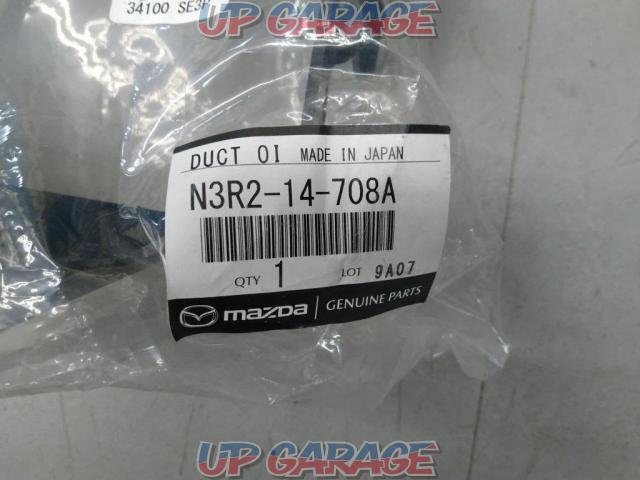 34100 SE3P
UP GARAGE
DUCT OI MADE IN JAPAN
N3R2-14-708A
QTY 1 LOT 9A07
mazda GENUINE PARTS
UP GARAGE